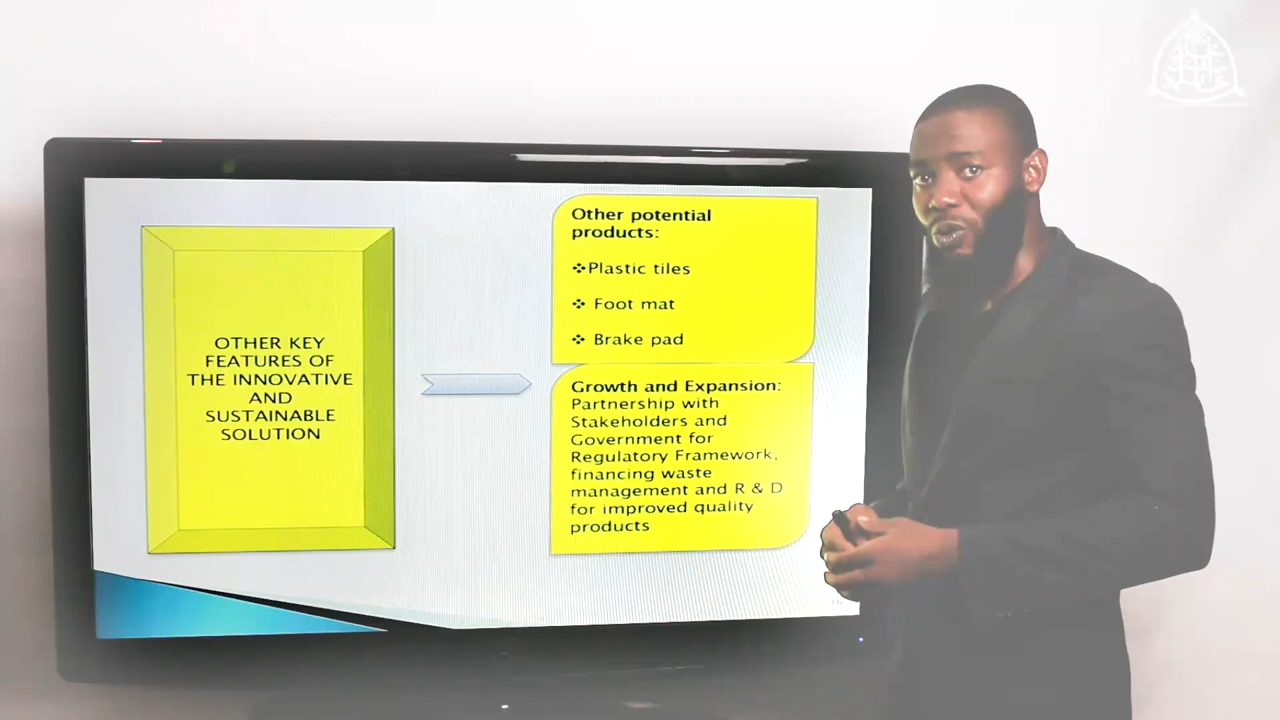 OTHER KEY
FEATURES OF
THE INNOVATIVE
AND
SUSTAINABLE
SOLUTION
Other potential
products:
❖Plastic tiles
❖ Foot mat
❖ Brake pad
Growth and Expansion:
Partnership with
Stakeholders and
Government for
Regulatory Framework,
financing waste
management and R & D
for improved quality
products
16